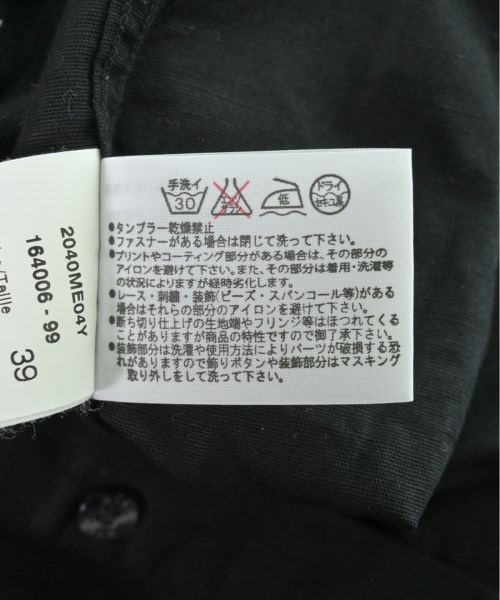 手洗イ
30
エンソ
サラシ
低
ドライ
セキユ系
●タンブラー乾燥禁止
●ファスナーがある場合は閉じて洗って下さい。
●プリントやコーティング部分がある場合は、その部分の
アイロンを避けて下さい。また、その部分は着用・洗濯等
の状況によりますが経時劣化します。
●レース・刺繍・装飾(ビーズ・スパンコール等)がある
場合はそれらの部分のアイロンを避けて下さい。
●断ち切り仕上げの生地端やフリンジ等はほつれてくる
ことがありますが商品の特性ですので御了承下さい。
●装飾部分は洗濯や使用方法によりパーツが破損する恐
れがありますので飾りボタンや装飾部分はマスキング
取り外しをして洗って下さい。
2040ME04Y
164006-99
/Taille
39